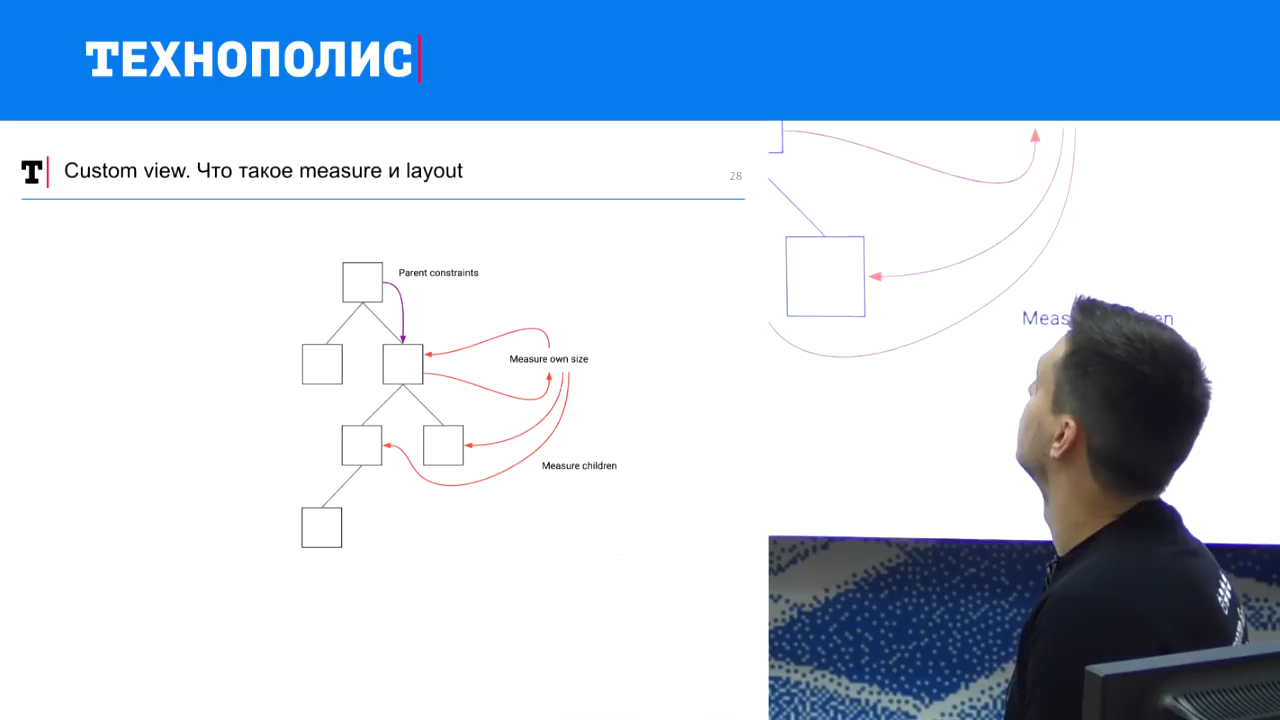 ТЕХНОПОЛИС
T Custom view. Что такое measure и layout
28
Parent constraints
Measure own size
Measure children